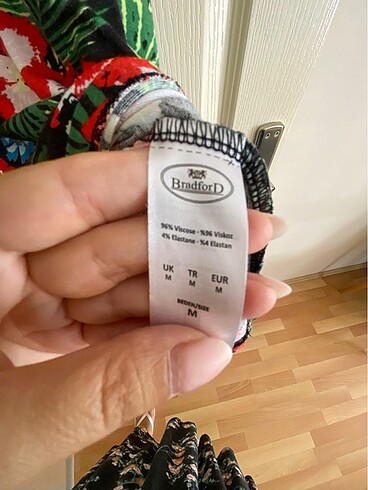 BradforD
96% Viscose - %96 Viskoz
4% Elastane - %4 Elastan
UK TR EUR
M M M
BEDEN/SIZE
M